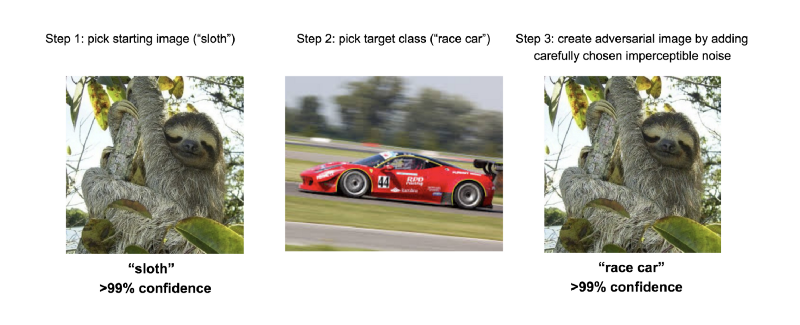 Step 1: pick starting image (“sloth”)
Step 2: pick target class (“race car”)
Step 3: create adversarial image by adding
carefully chosen imperceptible noise
44
RPD
“sloth”
>99% confidence
“race car”
>99% confidence